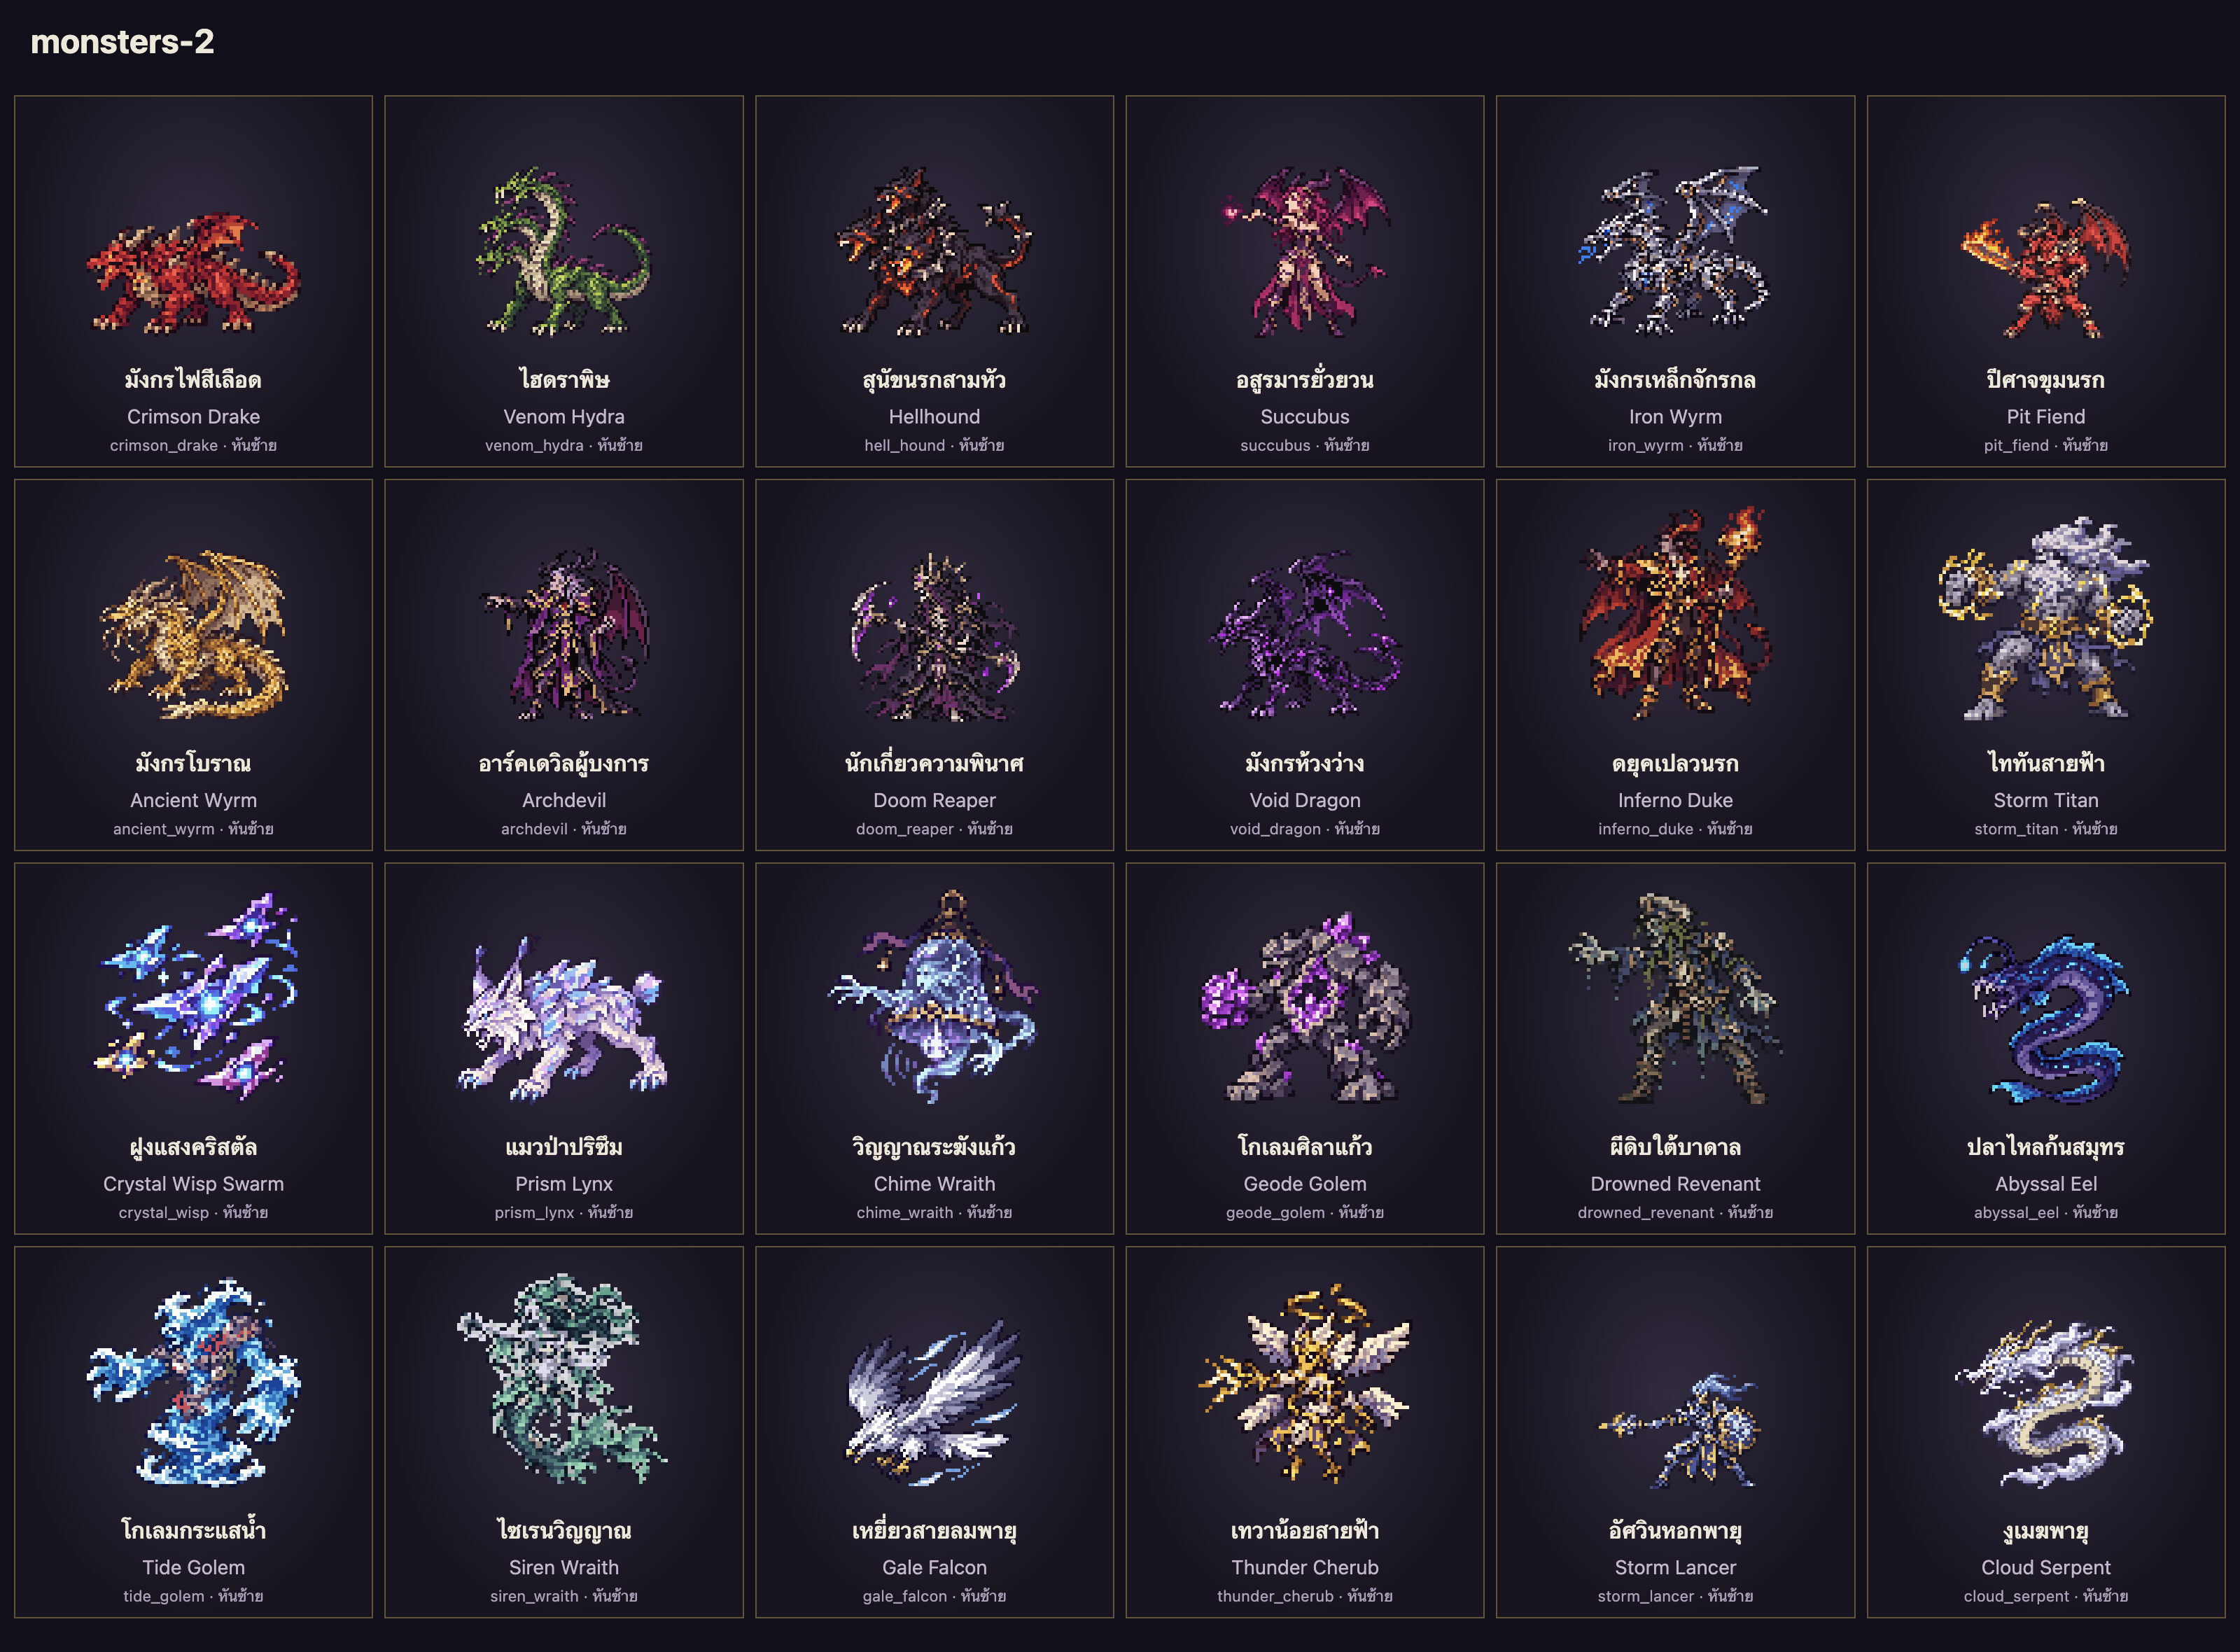 monsters-2
มังกรไฟสีเลือด
Crimson Drake
crimson_drake · หันซ้าย
ไฮดราพิษ
Venom Hydra
venom_hydra · หันซ้าย
สุนัขนรกสามหัว
Hellhound
hell_hound · หันซ้าย
อสูรมารยั่วยวน
Succubus
succubus · หันซ้าย
มังกรเหล็กจักรกล
Iron Wyrm
iron_wyrm · หันซ้าย
ปีศาจขุมนรก
Pit Fiend
pit_fiend · หันซ้าย
มังกรโบราณ
Ancient Wyrm
ancient_wyrm · หันซ้าย
อาร์คเดวิลผู้บงการ
Archdevil
archdevil · หันซ้าย
นักเกี่ยวความพินาศ
Doom Reaper
doom_reaper · หันซ้าย
มังกรห้วงว่าง
Void Dragon
void_dragon · หันซ้าย
ดยุคเปลวนรก
Inferno Duke
inferno_duke · หันซ้าย
ไททันสายฟ้า
Storm Titan
storm_titan · หันซ้าย
ฝูงแสงคริสตัล
Crystal Wisp Swarm
crystal_wisp · หันซ้าย
แมวป่าปริซึม
Prism Lynx
prism_lynx · หันซ้าย
วิญญาณระฆังแก้ว
Chime Wraith
chime_wraith · หันซ้าย
โกเลมศิลาแก้ว
Geode Golem
geode_golem · หันซ้าย
ผีดิบใต้บาดาล
Drowned Revenant
drowned_revenant · หันซ้าย
ปลาไหลก้นสมุทร
Abyssal Eel
abyssal_eel · หันซ้าย
โกเลมกระแสน้ำ
Tide Golem
tide_golem · หันซ้าย
ไซเรนวิญญาณ
Siren Wraith
siren_wraith · หันซ้าย
เหยี่ยวสายลมพายุ
Gale Falcon
gale_falcon · หันซ้าย
เทวาน้อยสายฟ้า
Thunder Cherub
thunder_cherub · หันซ้าย
อัศวินหอกพายุ
Storm Lancer
storm_lancer · หันซ้าย
งูเมฆพายุ
Cloud Serpent
cloud_serpent · หันซ้าย